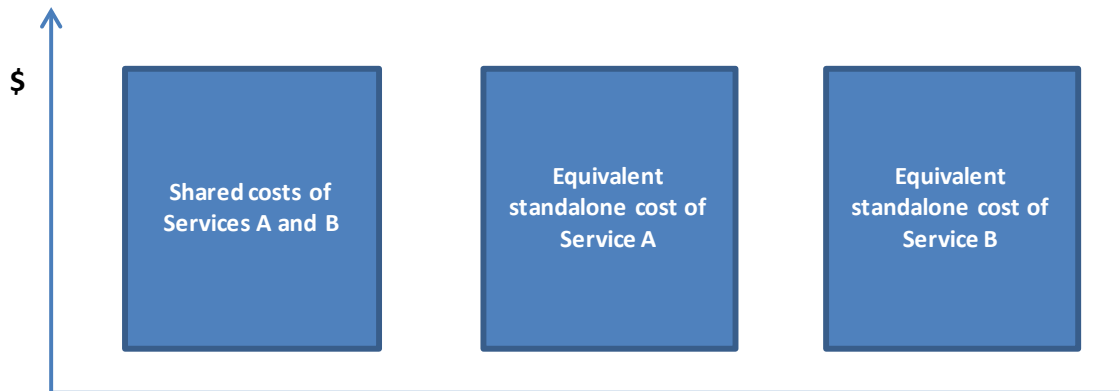 $
Shared costs of
Services A and B
Equivalent
standalone cost of
Service A
Equivalent
standalone cost of
Service B